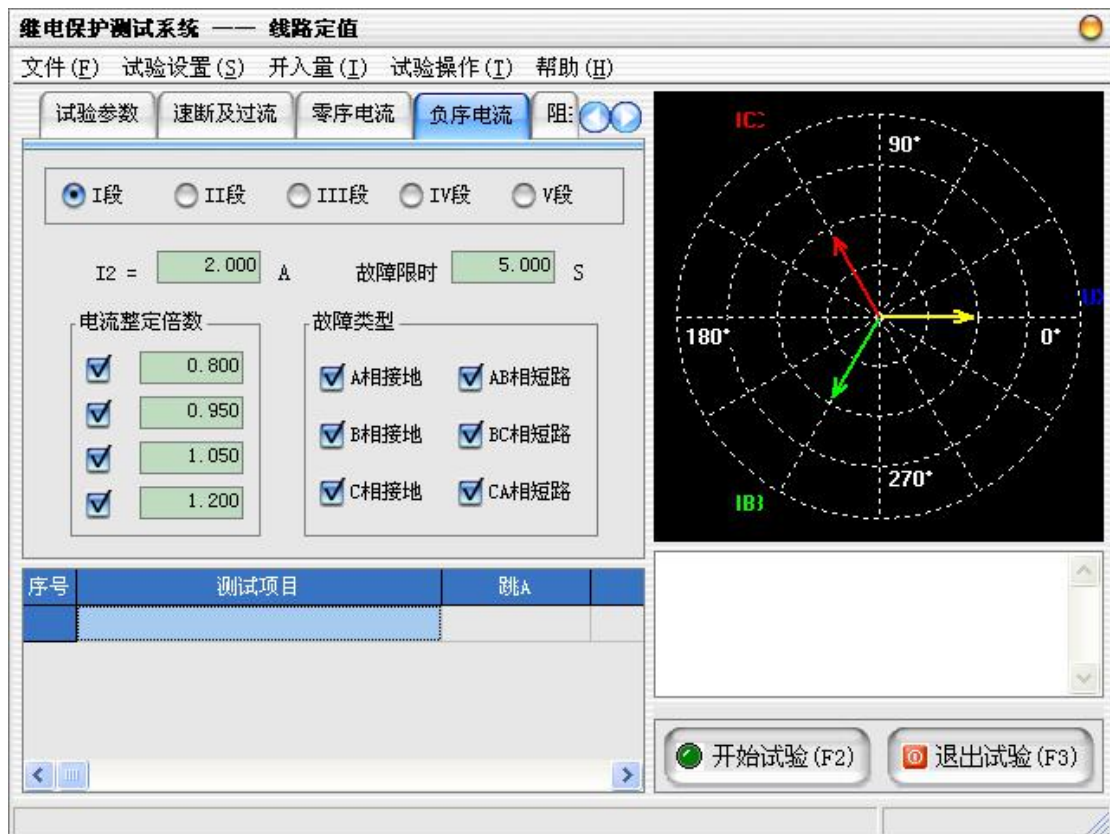 继电保护测试系统 —— 线路定值
文件(F) 试验设置(S) 开入量(I) 试验操作(T) 帮助(H)
试验参数 速断及过流 零序电流 负序电流
I段 II段 III段 IV段 V段
I2 = 2.000 A 故障限时 5.000 S
电流整定倍数
0.800
0.950
1.050
1.200
故障类型
A相接地 AB相短路
B相接地 BC相短路
C相接地 CA相短路
序号 测试项目 跳A
90°
180°
0°
270°
开始试验(F2) 退出试验(F3)